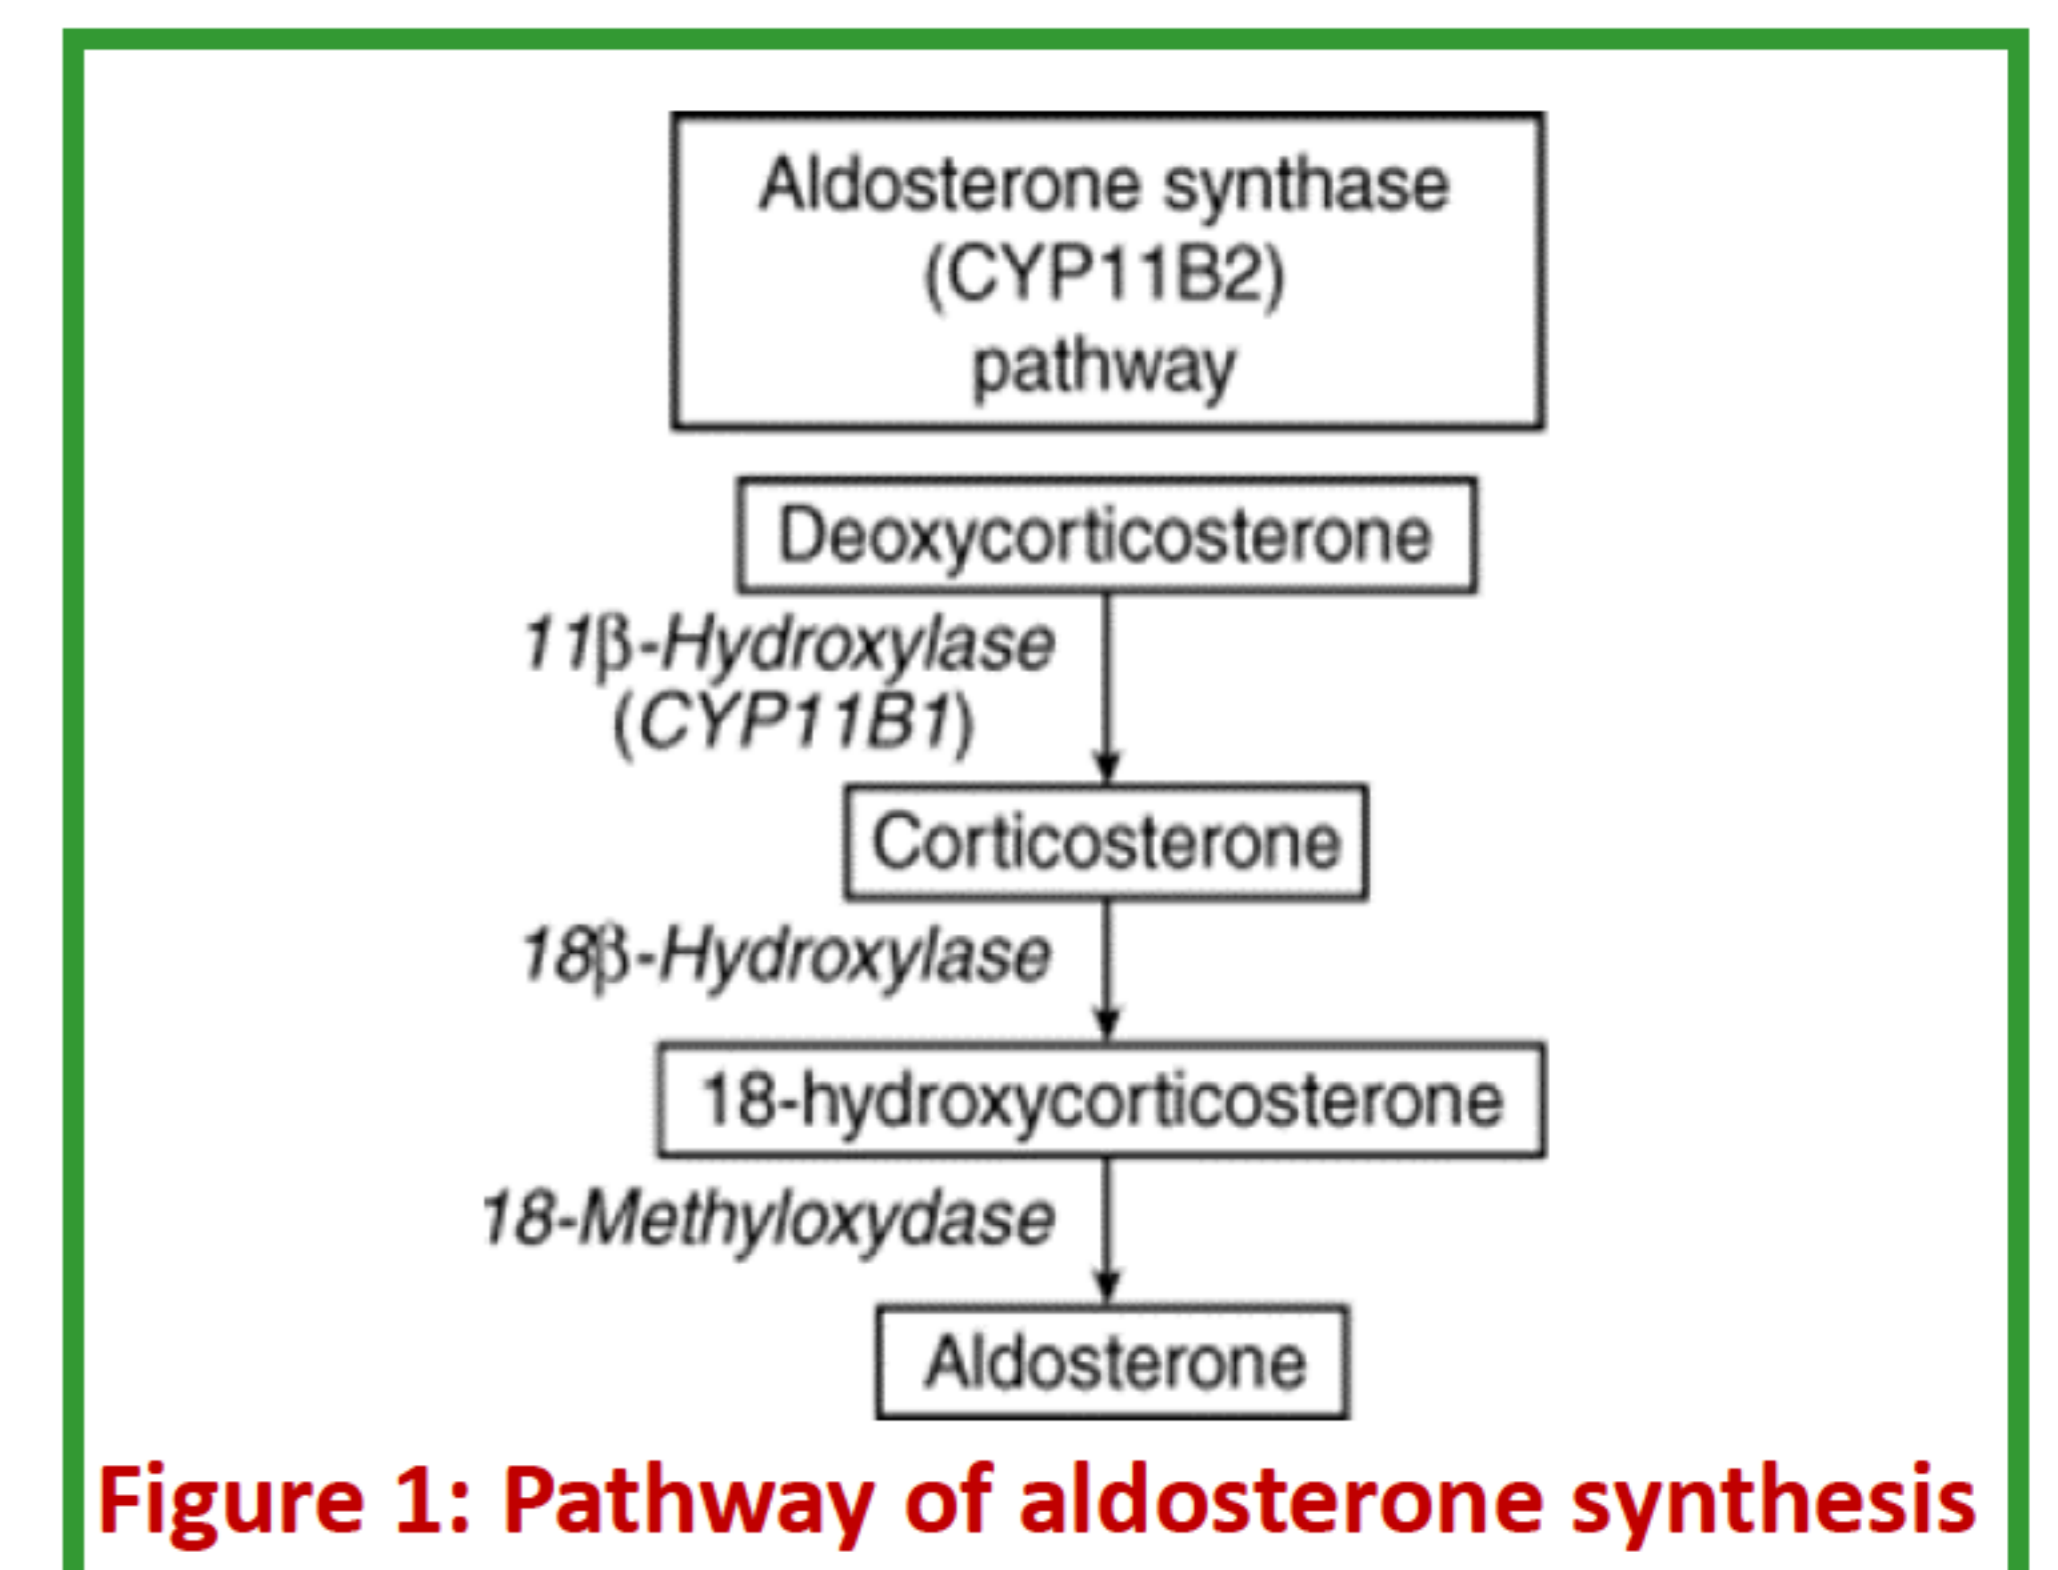 Aldosterone synthase
(CYP11B2)
pathway
Deoxycorticosterone
11β-Hydroxylase
(CYP11B1)
Corticosterone
18β-Hydroxylase
18-hydroxycorticosterone
18-Methyloxydase
Aldosterone
Figure 1: Pathway of aldosterone synthesis